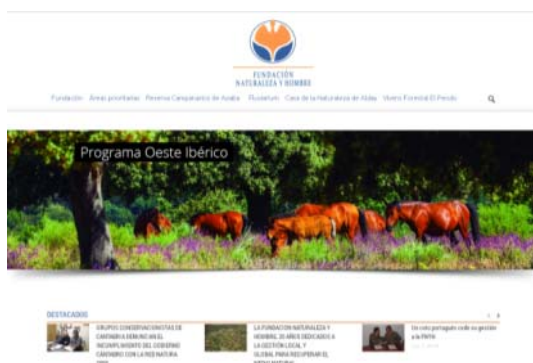 FUNDACIÓN
NATURALEZA Y HOMBRE
Fundación Áreas prioritarias Reserva Campanarios de Azaba Fluviarium Casa de la Naturaleza de Aldea Vivero Forestal El Pendo
Programa Oeste Ibérico
DESTACADOS
GRUPOS CONSERVACIONISTAS DE
CANTABRIA DENUNCIAN EL
INCUMPLIMIENTO DEL GOBIERNO
CÁNTABRO CON LA RED NATURA
LA FUNDACIÓN NATURALEZA Y
HOMBRE, 20 AÑOS DEDICADOS A
LA GESTIÓN LOCAL Y
GLOBAL PARA RECUPERAR EL
MEDIO NATURAL
Un coto portugués cede su gestión
a la FNYH